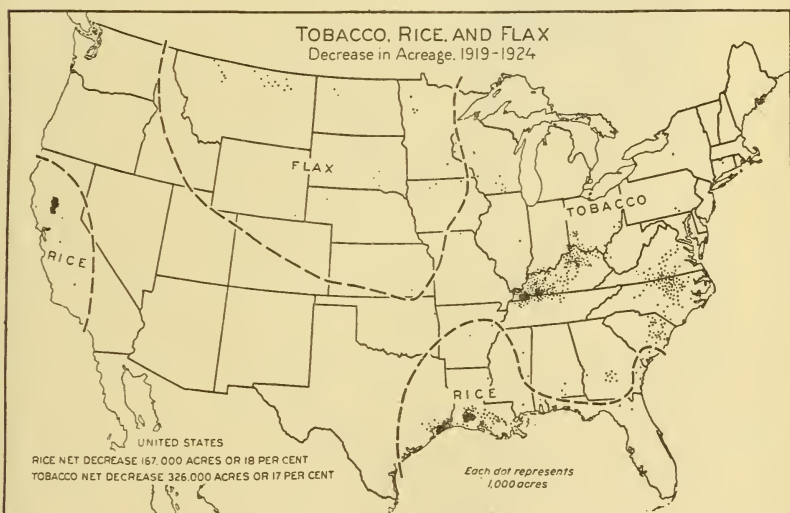 TOBACCO, RICE, AND FLAX
Decrease in Acreage, 1919-1924
FLAX
TOBACCO
RICE
RICE
UNITED STATES
RICE NET DECREASE 167,000 ACRES OR 18 PER CENT
TOBACCO NET DECREASE 326,000 ACRES OR 17 PER CENT
Each dot represents
1,000 acres